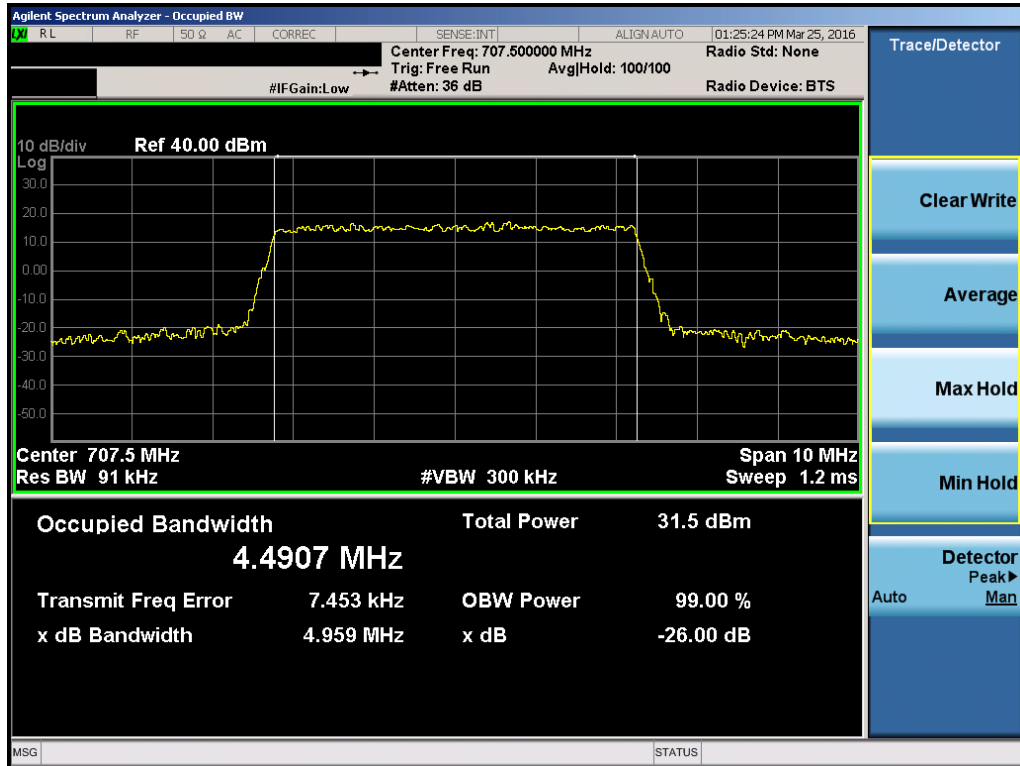 Agilent Spectrum Analyzer - Occupied BW
LXI RL RF 50 Ω AC CORREC SENSE:INT ALIGN AUTO 01:25:24 PM Mar 25, 2016
Center Freq: 707.500000 MHz Radio Std: None
Trig: Free Run Avg|Hold: 100/100
#IFGain:Low #Atten: 36 dB Radio Device: BTS
10 dB/div Ref 40.00 dBm
Log
30.0
20.0
10.0
0.00
-10.0
-20.0
-30.0
-40.0
-50.0
Center 707.5 MHz Span 10 MHz
Res BW 91 kHz #VBW 300 kHz Sweep 1.2 ms
Occupied Bandwidth Total Power 31.5 dBm
4.4907 MHz
Transmit Freq Error 7.453 kHz OBW Power 99.00 %
x dB Bandwidth 4.959 MHz x dB -26.00 dB
MSG STATUS
Trace/Detector
Clear Write
Average
Max Hold
Min Hold
Detector
Peak▶
Auto Man